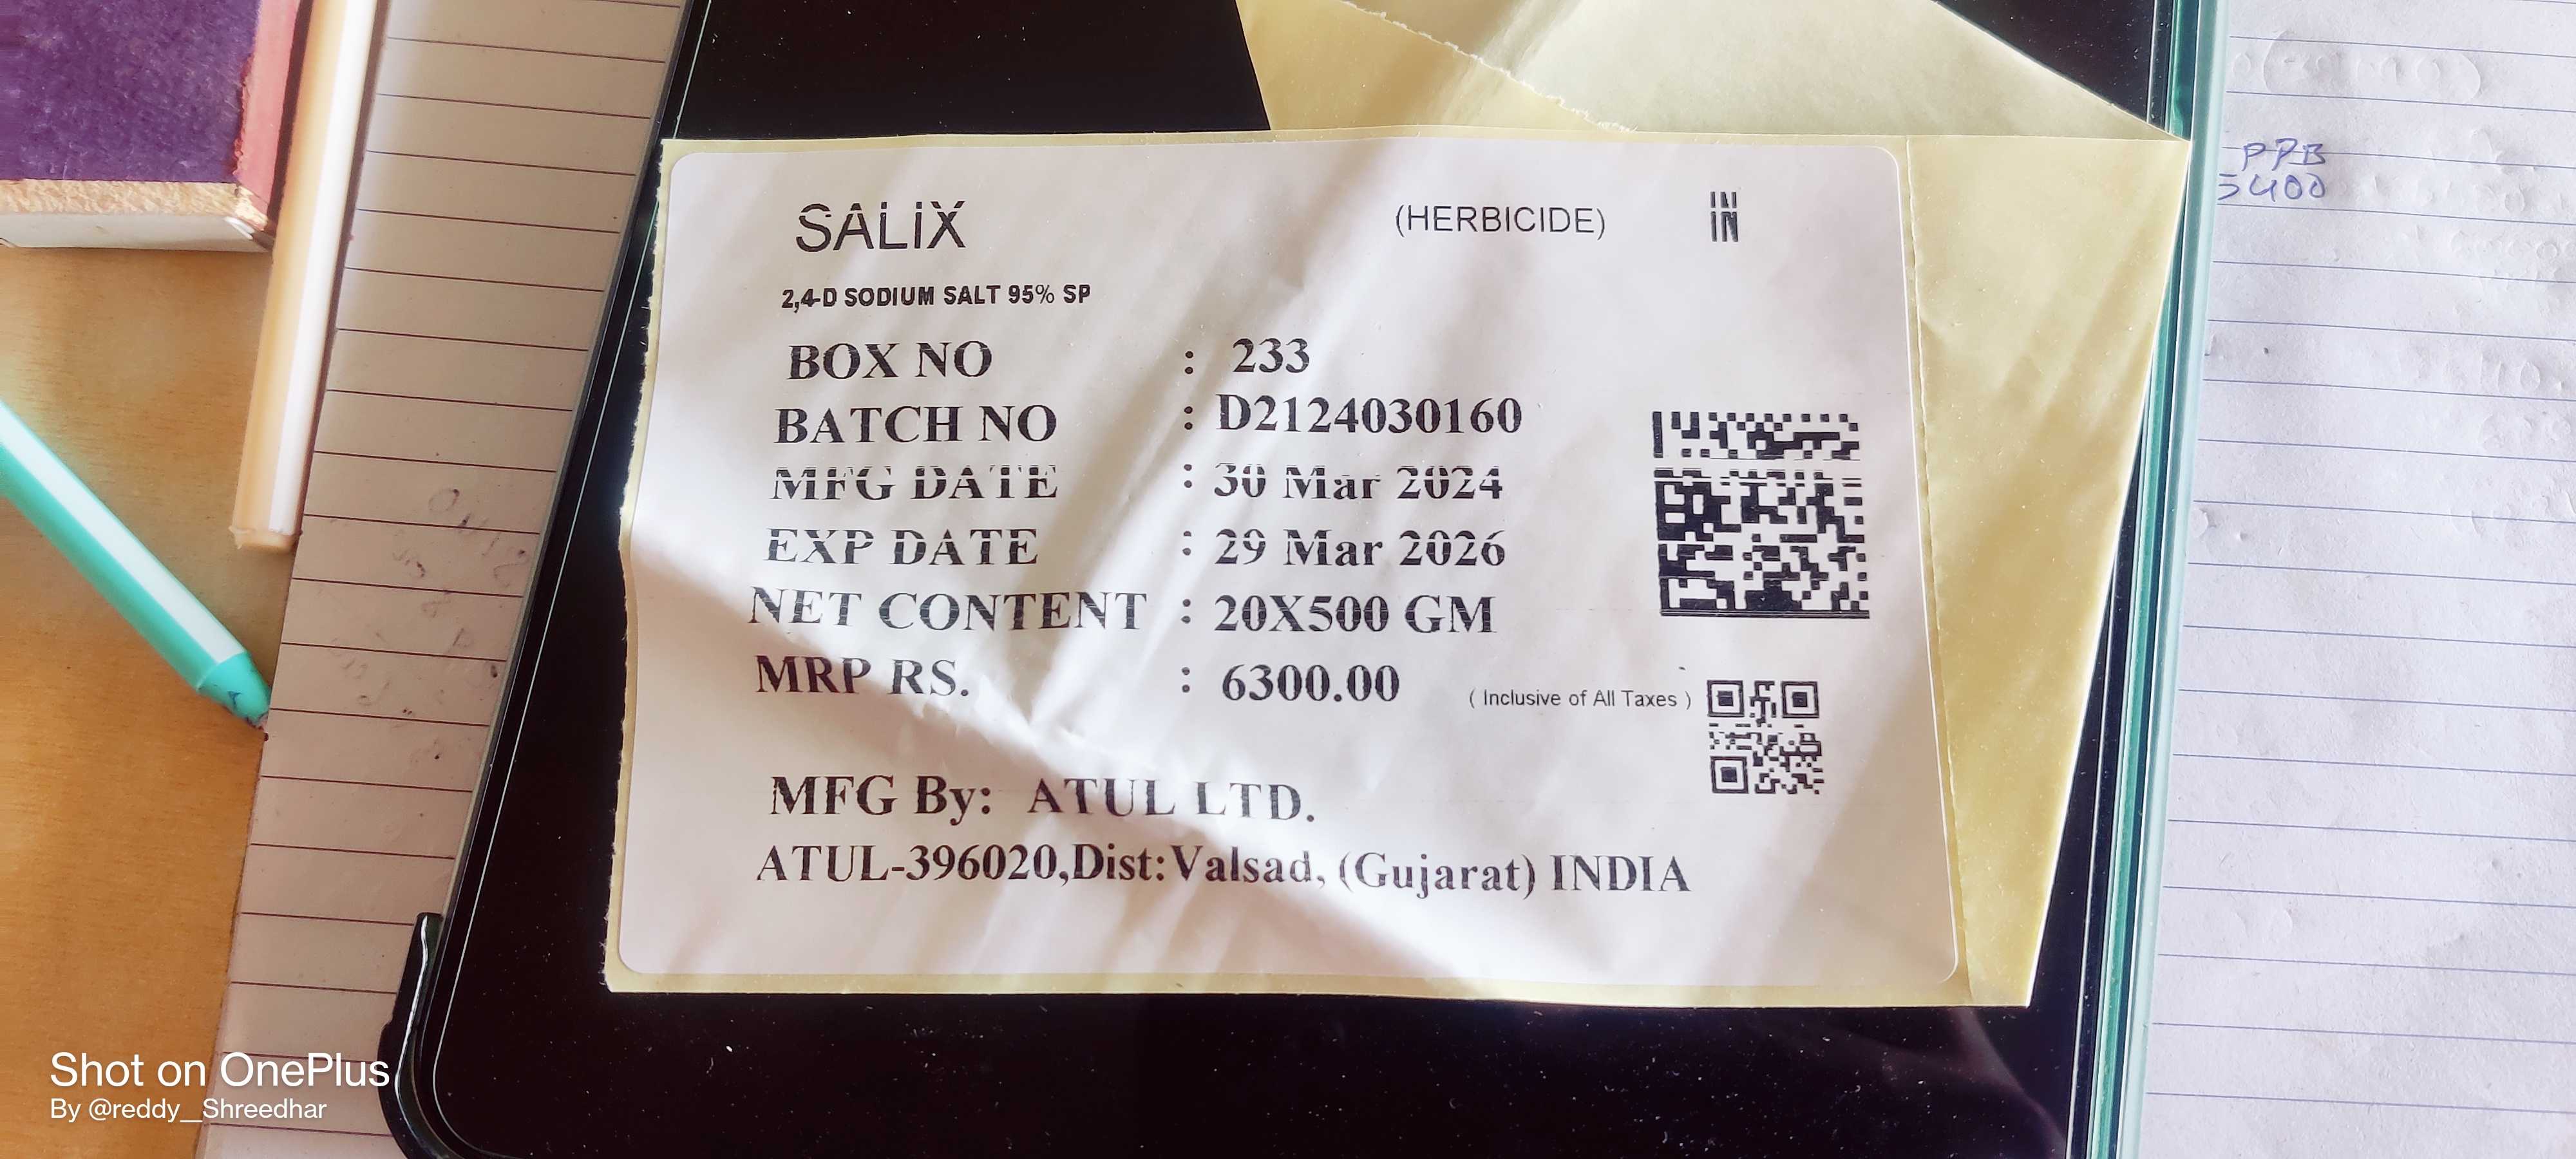 SALIX (HERBICIDE) IN
2,4-D SODIUM SALT 95% SP
BOX NO : 233
BATCH NO : D2124030160
MFG DATE : 30 Mar 2024
EXP DATE : 29 Mar 2026
NET CONTENT : 20X500 GM
MRP RS. : 6300.00 ( Inclusive of All Taxes )
MFG By: ATUL LTD.
ATUL-396020,Dist:Valsad, (Gujarat) INDIA
PPB
5400
Shot on OnePlus
By @reddy_Shreedhar